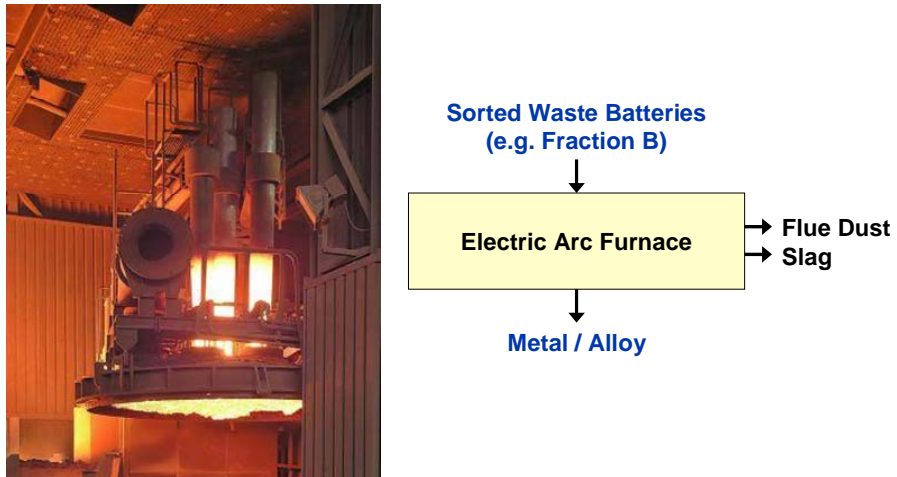 Sorted Waste Batteries
(e.g. Fraction B)
Electric Arc Furnace
Flue Dust
Slag
Metal / Alloy